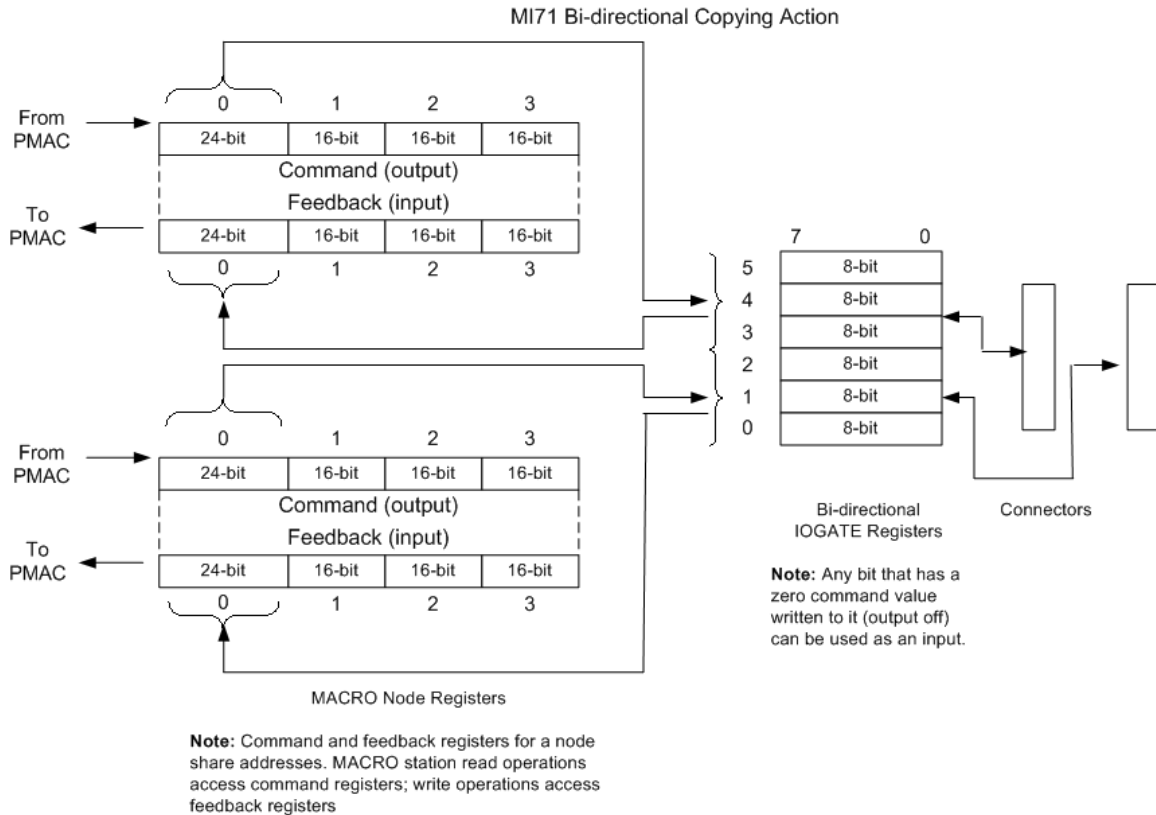 MI71 Bi-directional Copying Action
0 1 2 3
From
PMAC
24-bit 16-bit 16-bit 16-bit
Command (output)
Feedback (input)
To
PMAC
24-bit 16-bit 16-bit 16-bit
0 1 2 3
7 0
5 8-bit
4 8-bit
3 8-bit
2 8-bit
1 8-bit
0 8-bit
0 1 2 3
From
PMAC
24-bit 16-bit 16-bit 16-bit
Command (output)
Feedback (input)
To
PMAC
24-bit 16-bit 16-bit 16-bit
0 1 2 3
Bi-directional
IOGATE Registers
Connectors
Note: Any bit that has a
zero command value
written to it (output off)
can be used as an input.
MACRO Node Registers
Note: Command and feedback registers for a node
share addresses. MACRO station read operations
access command registers; write operations access
feedback registers